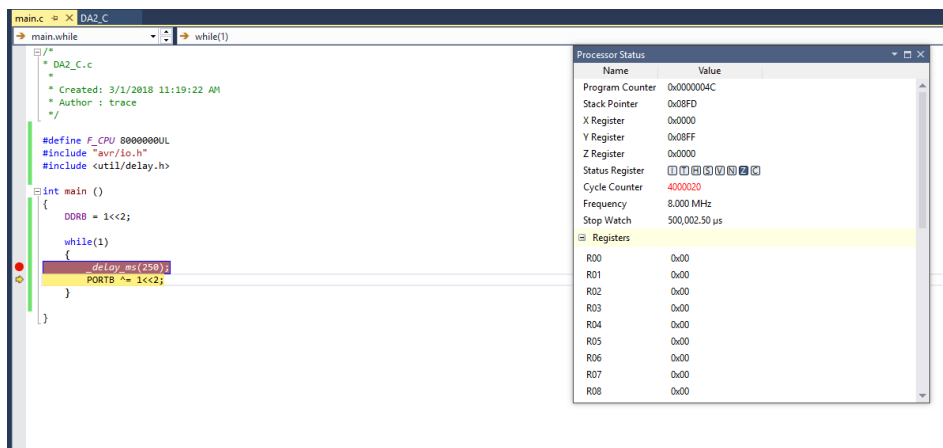 main.c DA2_C
main.while while(1)
/*
* DA2_C.c
*
* Created: 3/1/2018 11:19:22 AM
* Author : trace
*/
#define F_CPU 8000000UL
#include "avr/io.h"
#include <util/delay.h>
int main ()
{
DDRB = 1<<2;
while(1)
{
_delay_ms(250);
PORTB ^= 1<<2;
}
}
Processor Status
Name Value
Program Counter 0x0000004C
Stack Pointer 0x08FD
X Register 0x0000
Y Register 0x08FF
Z Register 0x0000
Status Register I T H S V N Z C
Cycle Counter 4000020
Frequency 8.000 MHz
Stop Watch 500,002.50 µs
Registers
R00 0x00
R01 0x00
R02 0x00
R03 0x00
R04 0x00
R05 0x00
R06 0x00
R07 0x00
R08 0x00